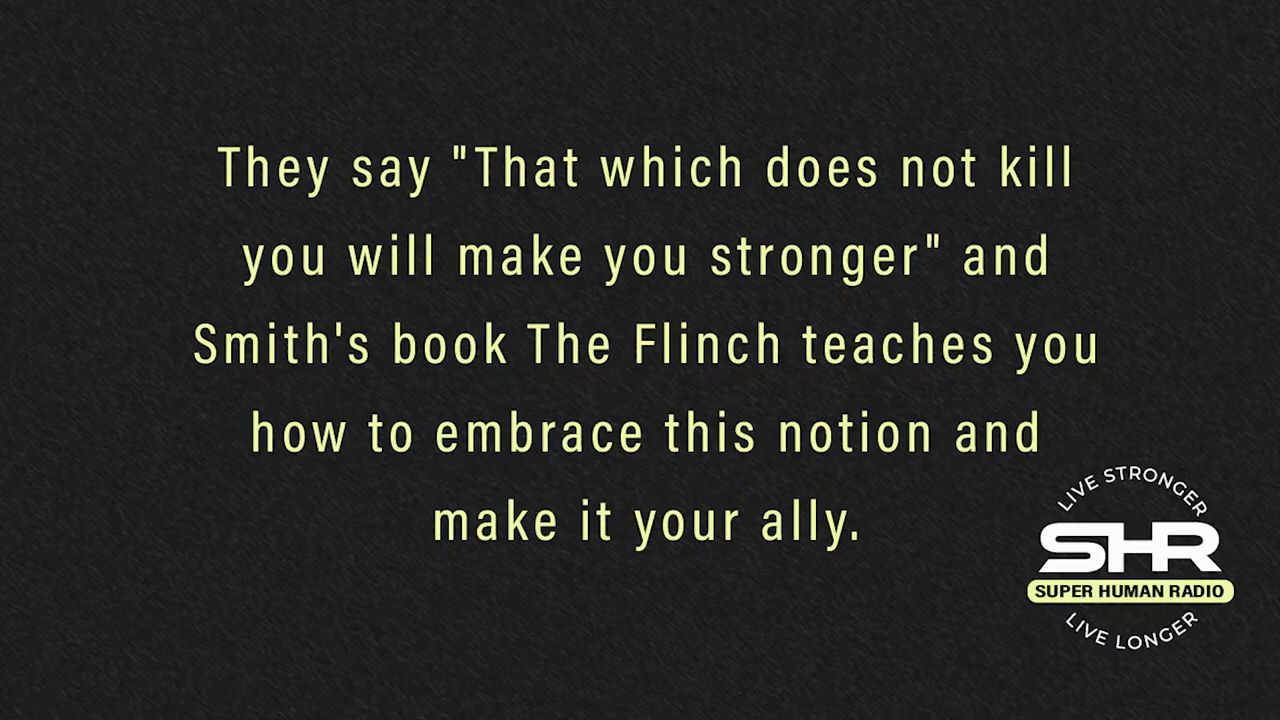 They say "That which does not kill
you will make you stronger" and
Smith's book The Flinch teaches you
how to embrace this notion and
make it your ally.
LIVE STRONGER
SHR
SUPER HUMAN RADIO
LIVE LONGER